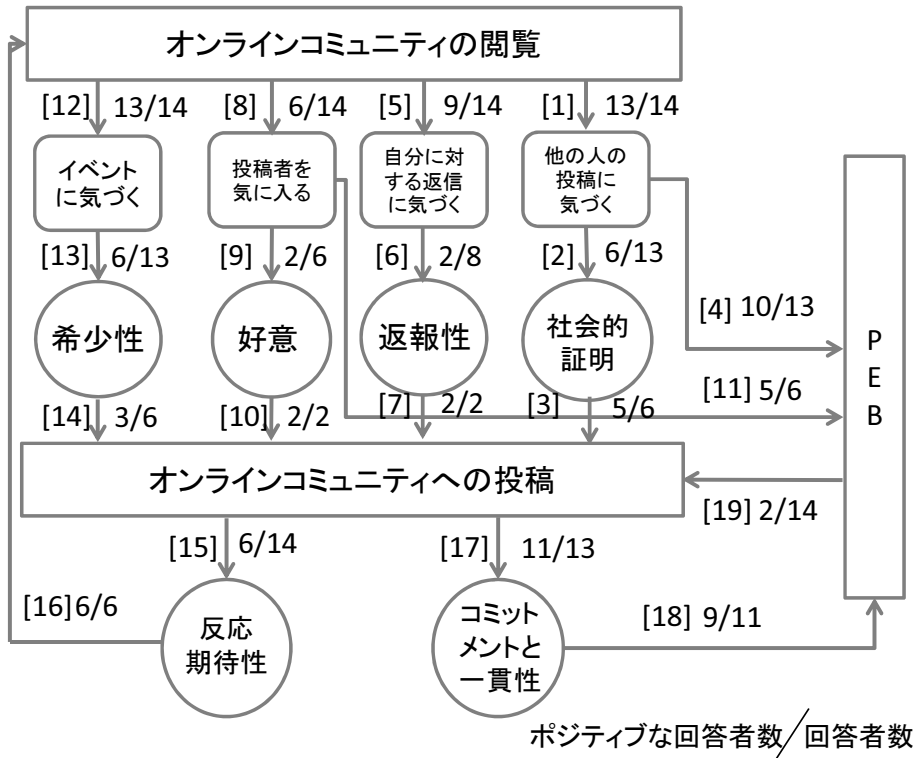 オンラインコミュニティの閲覧
[12] 13/14
[8] 6/14
[5] 9/14
[1] 13/14
イベント
に気づく
投稿者を
気に入る
自分に対
する返信
に気づく
他の人の
投稿に
気づく
[13] 6/13
[9] 2/6
[6] 2/8
[2] 6/13
[4] 10/13
希少性
好意
返報性
社会的
証明
P
E
B
[11] 5/6
[14] 3/6
[10] 2/2
[7] 2/2
[3] 5/6
オンラインコミュニティへの投稿
[19] 2/14
[15] 6/14
[17] 11/13
[16]6/6
反応
期待性
コミット
メントと
一貫性
[18] 9/11
ポジティブな回答者数/回答者数